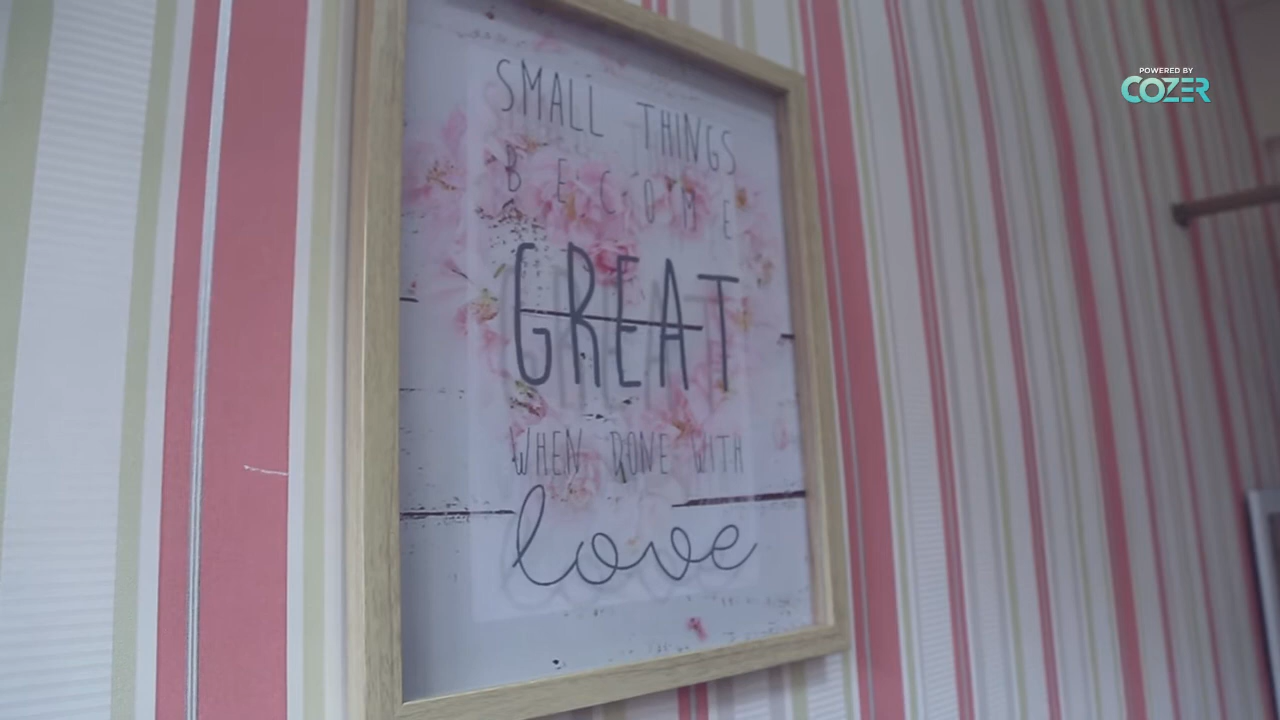 POWERED BY
COZER
SMALL THINGS
BECOME
GREAT
WHEN DONE WITH
love